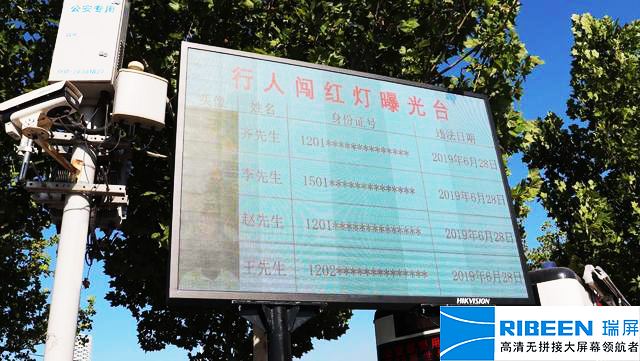 公安专用
行人闯红灯曝光台
头像 姓名 身份证号 违法日期
乔先生 1201************** 2019年6月28日
李先生 1501************** 2019年6月28日
赵先生 1201************** 2019年6月28日
王先生 1202************** 2019年6月28日
HIKVISION
RIBEEN 瑞屏
高清无拼接大屏幕领航者